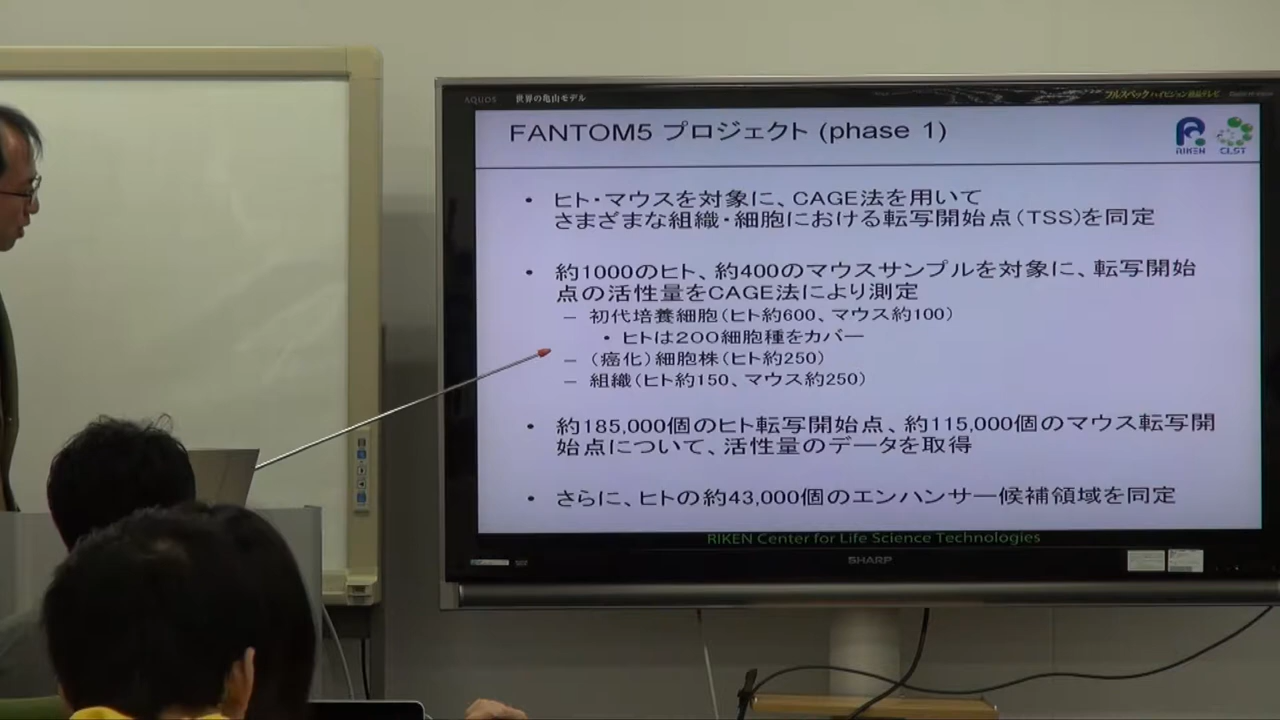 AQUOS 世界の亀山モデル
フルスペックハイビジョン液晶テレビ
FANTOM5 プロジェクト (phase 1)
RIKEN
CLST
• ヒト・マウスを対象に、CAGE法を用いて
さまざまな組織・細胞における転写開始点(TSS)を同定
• 約1000のヒト、約400のマウスサンプルを対象に、転写開始
点の活性量をCAGE法により測定
– 初代培養細胞(ヒト約600、マウス約100)
• ヒトは200細胞種をカバー
– (癌化)細胞株(ヒト約250)
– 組織(ヒト約150、マウス約250)
• 約185,000個のヒト転写開始点、約115,000個のマウス転写開
始点について、活性量のデータを取得
• さらに、ヒトの約43,000個のエンハンサー候補領域を同定
RIKEN Center for Life Science Technologies
SHARP